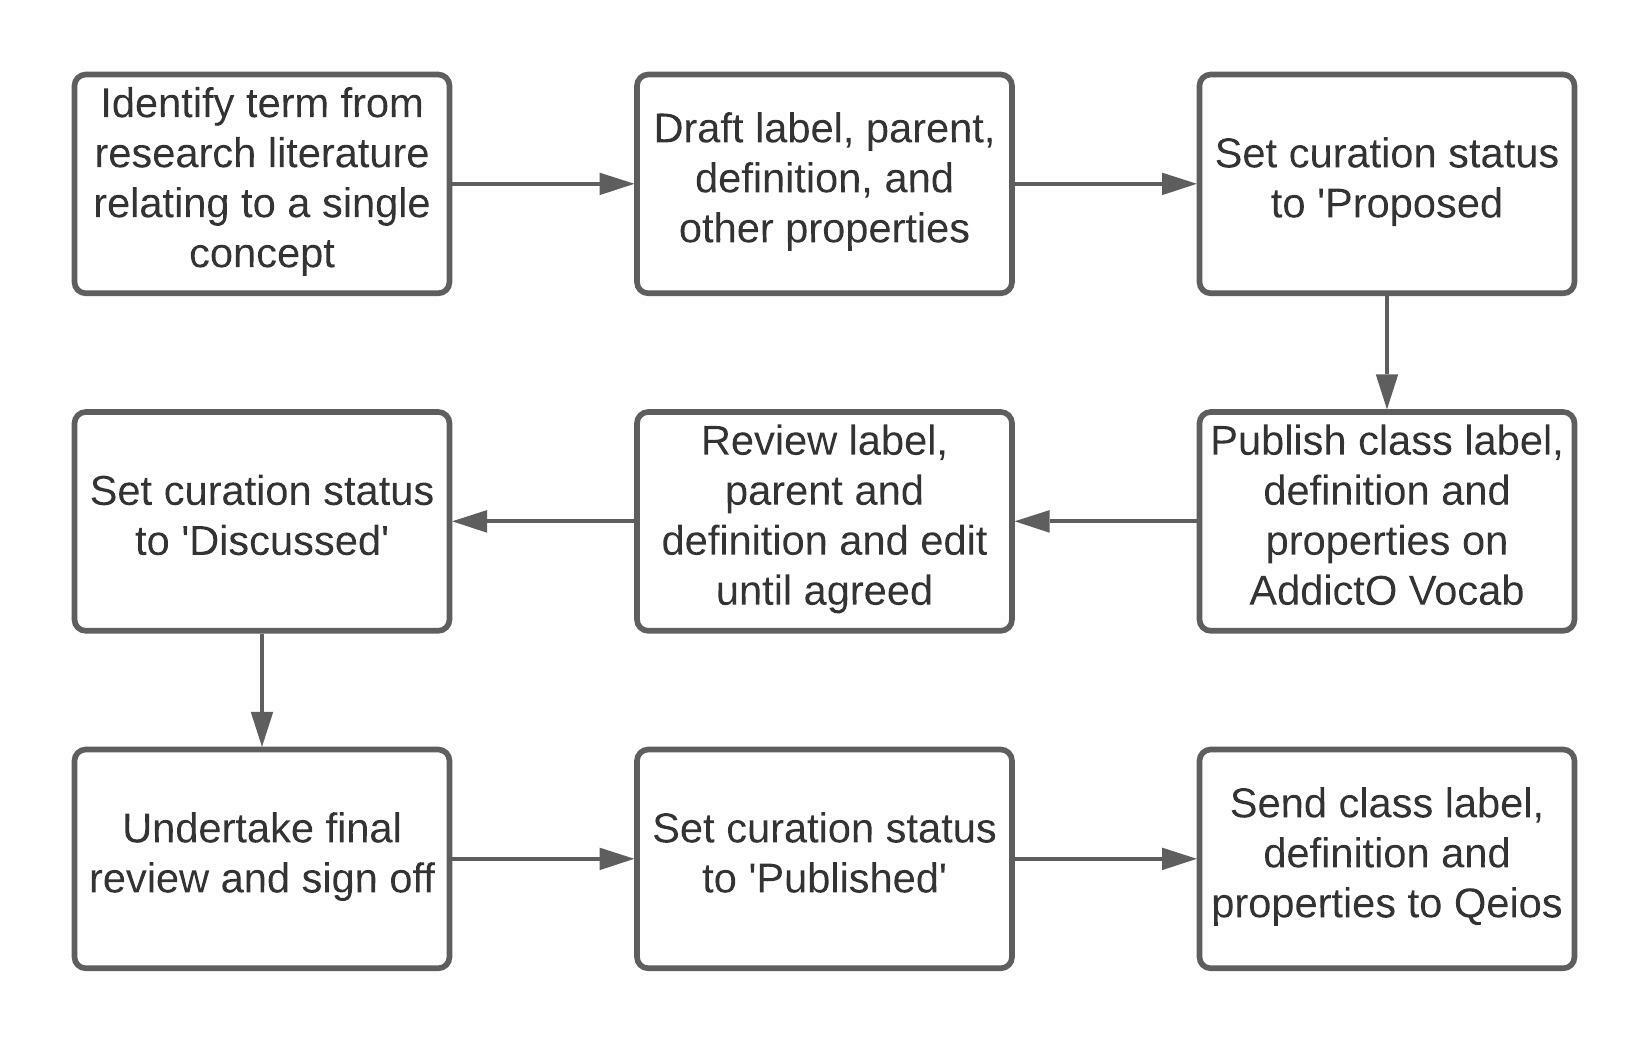 Identify term from
research literature
relating to a single
concept
Draft label, parent,
definition, and
other properties
Set curation status
to 'Proposed
Publish class label,
definition and
properties on
AddictO Vocab
Review label,
parent and
definition and edit
until agreed
Set curation status
to 'Discussed'
Undertake final
review and sign off
Set curation status
to 'Published'
Send class label,
definition and
properties to Qeios